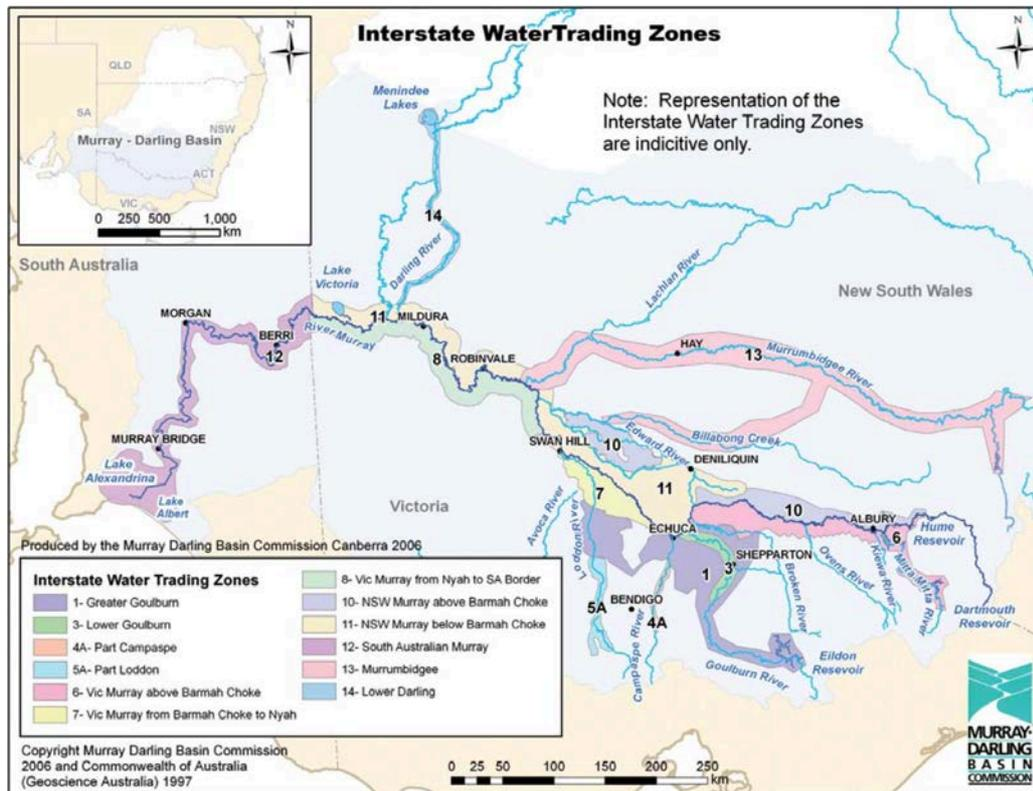 Interstate WaterTrading Zones
N
N
QLD
SA
NSW
Murray - Darling Basin
ACT
VIC
0 250 500 1,000
km
Note: Representation of the
Interstate Water Trading Zones
are indicitive only.
Menindee
Lakes
14
Darling River
Lachlan River
South Australia
New South Wales
Lake
Victoria
MORGAN
11
MILDURA
BERRI
12
River Murray
8
ROBINVALE
HAY
13
Murrumbidgee River
MURRAY BRIDGE
Lake
Alexandrina
Lake
Albert
SWAN HILL
10
Edward River
Billabong Creek
DENILIQUIN
Victoria
7
11
10
ALBURY
Hume
Resevoir
6
Avoca River
Loddon River
ECHUCA
SHEPPARTON
1
3
Broken River
Ovens River
Kiewa River
Mitta Mitta River
Dartmouth
Resevoir
5A
BENDIGO
4A
Campaspe River
Goulburn River
Eildon
Resevoir
Produced by the Murray Darling Basin Commission Canberra 2006
Interstate Water Trading Zones
1- Greater Goulburn
3- Lower Goulburn
4A- Part Campaspe
5A- Part Loddon
6- Vic Murray above Barmah Choke
7- Vic Murray from Barmah Choke to Nyah
8- Vic Murray from Nyah to SA Border
10- NSW Murray above Barmah Choke
11- NSW Murray below Barmah Choke
12- South Australian Murray
13- Murrumbidgee
14- Lower Darling
Copyright Murray Darling Basin Commission
2006 and Commonwealth of Australia
(Geoscience Australia) 1997
0 25 50 100 150 200 250
km
MURRAY-
DARLING
BASIN
COMMISSION